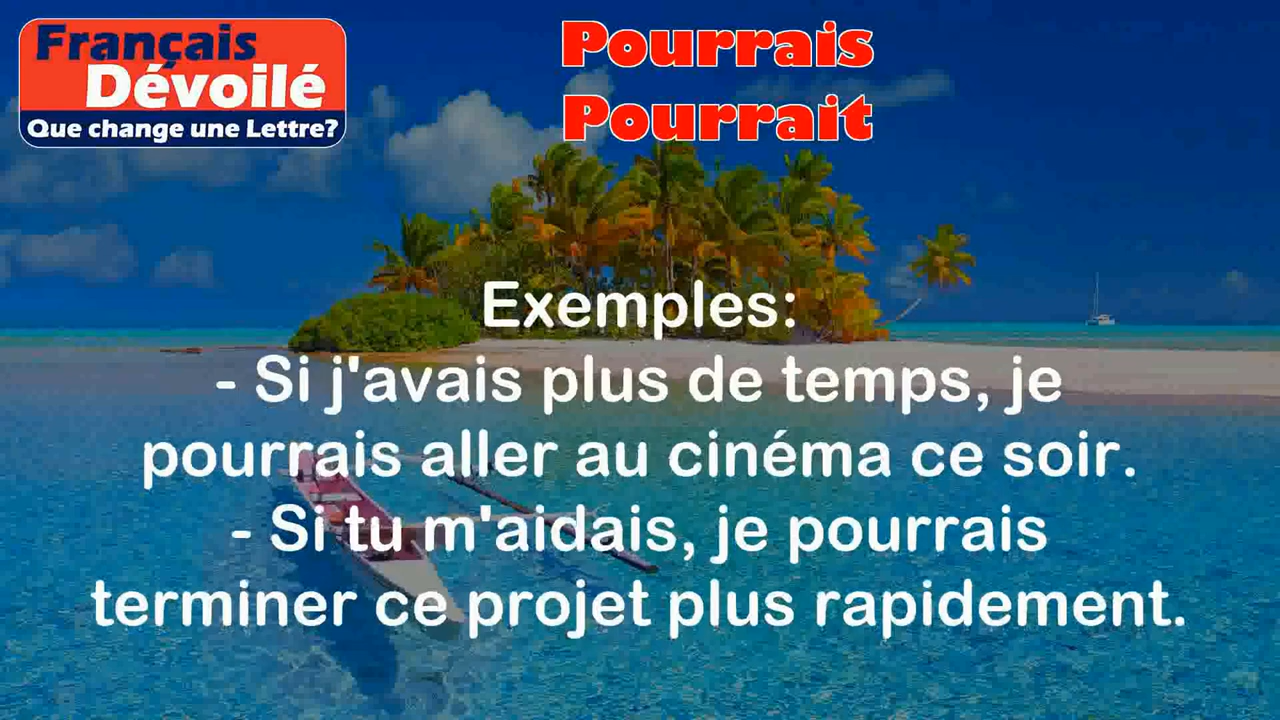 Français
Dévoilé
Que change une Lettre?
Pourrais
Pourrait
Exemples:
- Si j'avais plus de temps, je
pourrais aller au cinéma ce soir.
- Si tu m'aidais, je pourrais
terminer ce projet plus rapidement.